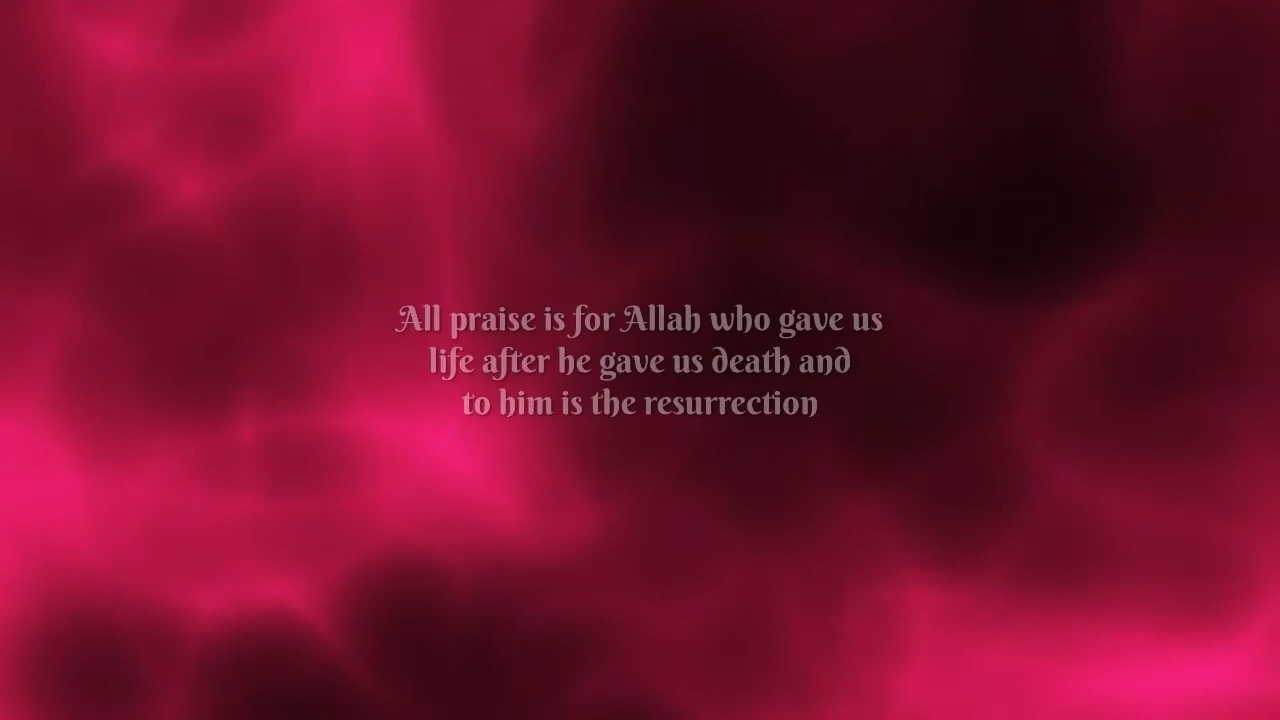 All praise is for Allah who gave us
life after he gave us death and
to him is the resurrection